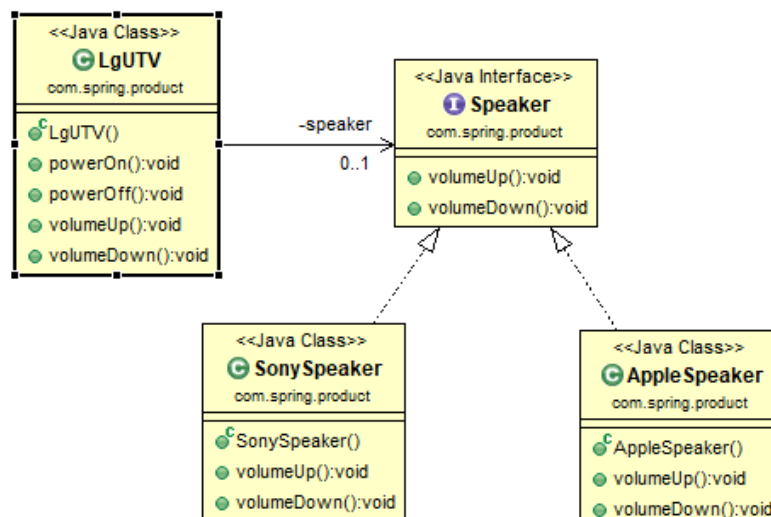 <<Java Class>>
C LgUTV
com.spring.product
C LgUTV()
powerOn():void
powerOff():void
volumeUp():void
volumeDown():void
-speaker
0..1
<<Java Interface>>
I Speaker
com.spring.product
volumeUp():void
volumeDown():void
<<Java Class>>
C SonySpeaker
com.spring.product
C SonySpeaker()
volumeUp():void
volumeDown():void
<<Java Class>>
C AppleSpeaker
com.spring.product
C AppleSpeaker()
volumeUp():void
volumeDown():void